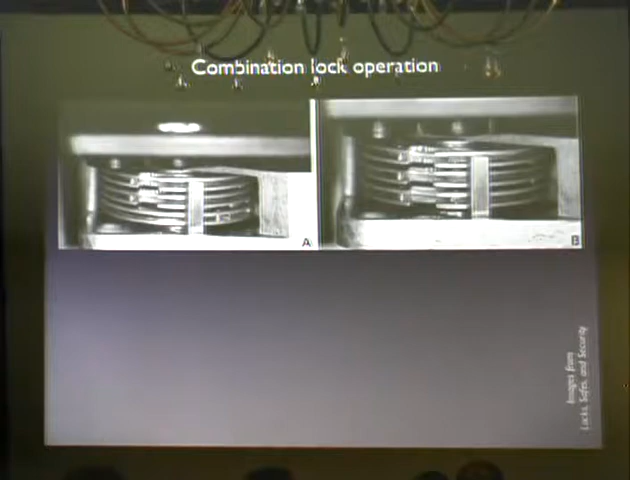 Combination lock operation
A
B
Images from
Locks, Safes, and Security